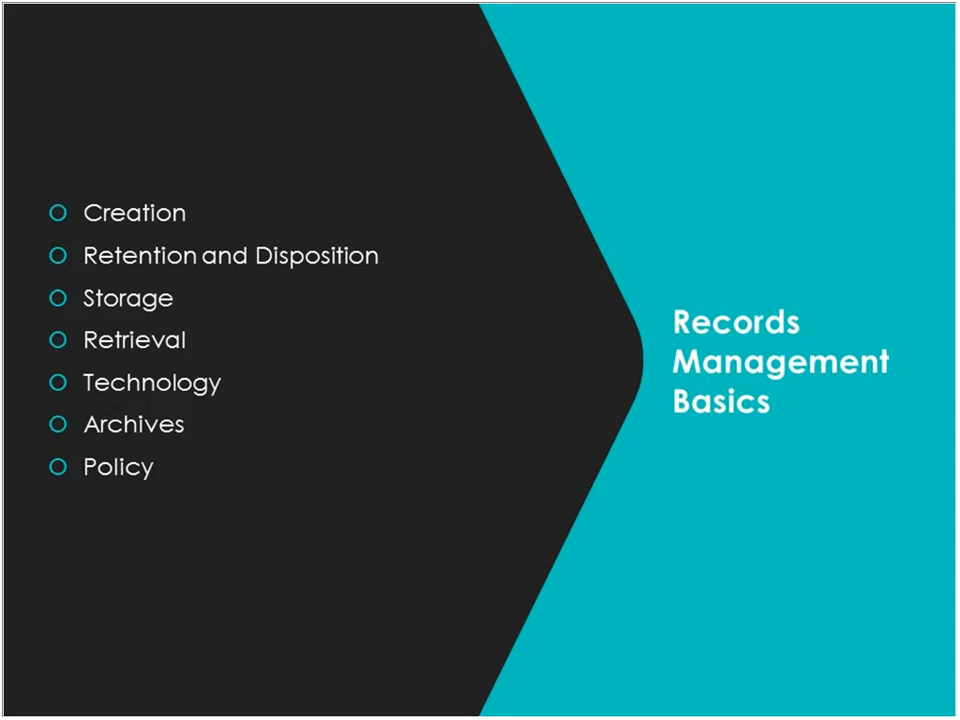 Creation
Retention and Disposition
Storage
Retrieval
Technology
Archives
Policy
Records
Management
Basics